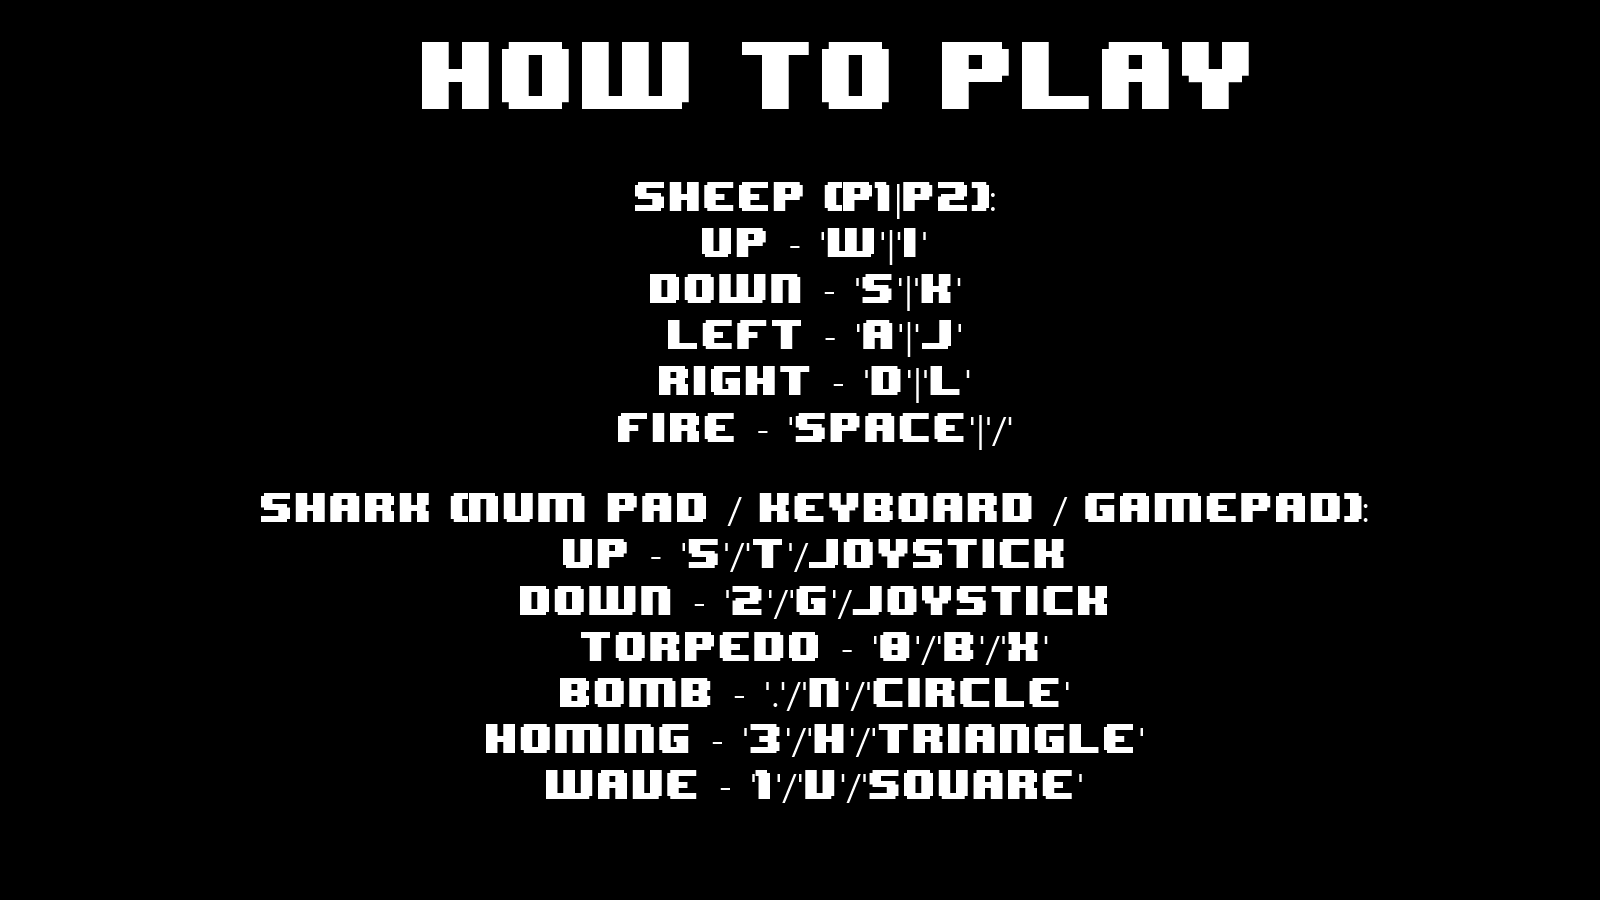 HOW TO PLAY
SHEEP (P1|P2):
UP - 'W'|'I'
DOWN - 'S'|'K'
LEFT - 'A'|'J'
RIGHT - 'D'|'L'
FIRE - 'SPACE'|'/'
SHARK (NUM PAD / KEYBOARD / GAMEPAD):
UP - '5'/'T'/JOYSTICK
DOWN - '2'/'G'/JOYSTICK
TORPEDO - '8'/'B'/'X'
BOMB - '.'/'N'/'CIRCLE'
HOMING - '3'/'H'/'TRIANGLE'
WAVE - '1'/'V'/'SQUARE'